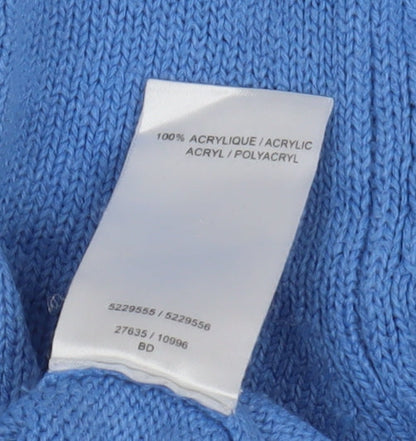 100% ACRYLIQUE / ACRYLIC
ACRYL / POLYACRYL
5229555 / 5229556
27635 / 10996
BD